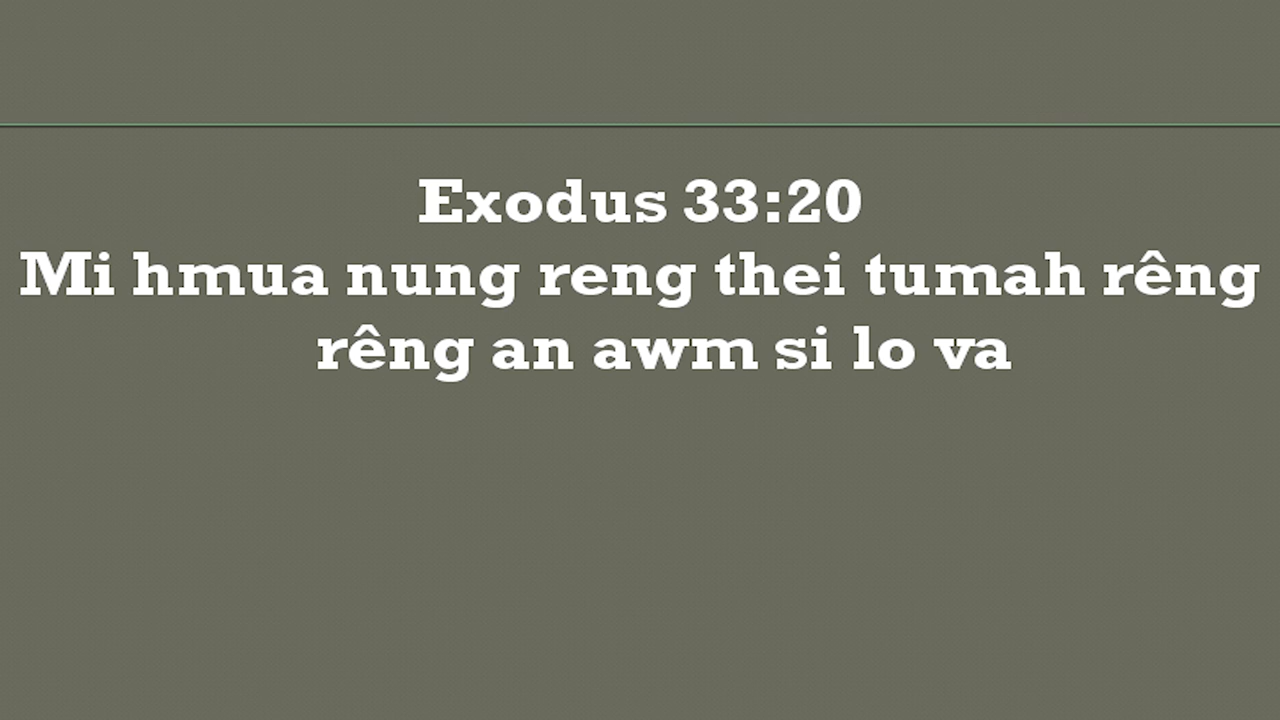 Exodus 33:20
Mi hmua nung reng thei tumah rêng
rêng an awm si lo va